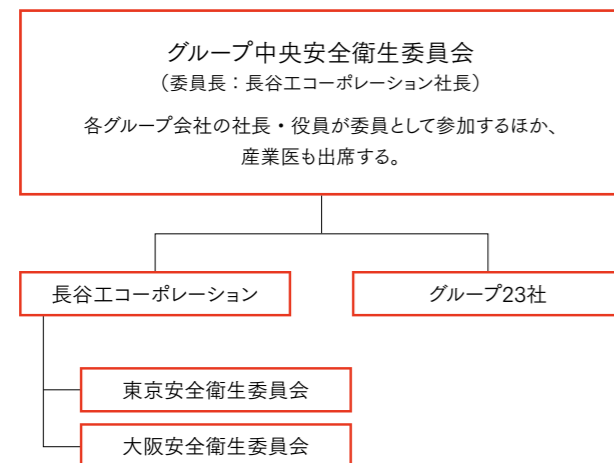 グループ中央安全衛生委員会
（委員長：長谷工コーポレーション社長）
各グループ会社の社長・役員が委員として参加するほか、
産業医も出席する。
長谷工コーポレーション
グループ23社
東京安全衛生委員会
大阪安全衛生委員会